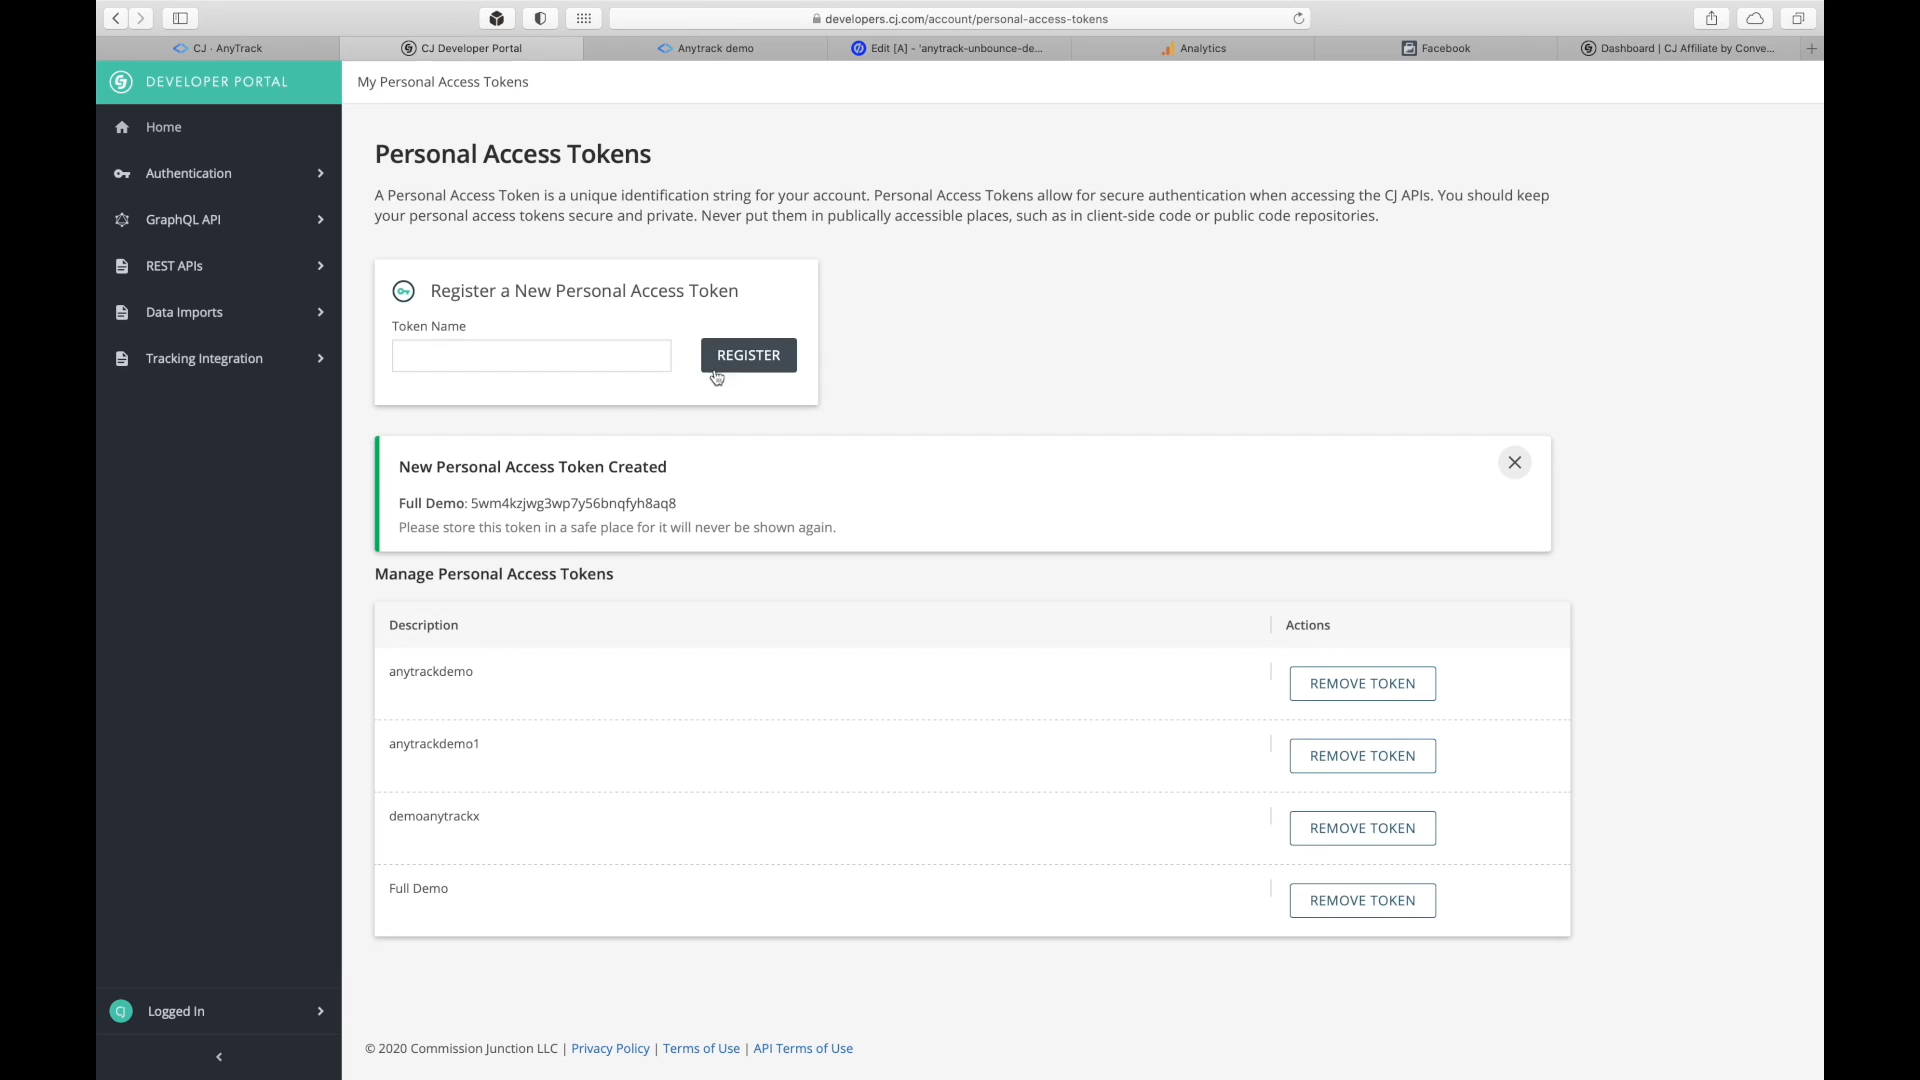 developers.cj.com/account/personal-access-tokens
CJ · AnyTrack
CJ Developer Portal
Anytrack demo
Edit [A] - 'anytrack-unbounce-de...
Analytics
Facebook
Dashboard | CJ Affiliate by Conve...
DEVELOPER PORTAL
My Personal Access Tokens
Home
Authentication
GraphQL API
REST APIs
Data Imports
Tracking Integration
Personal Access Tokens
A Personal Access Token is a unique identification string for your account. Personal Access Tokens allow for secure authentication when accessing the CJ APIs. You should keep
your personal access tokens secure and private. Never put them in publically accessible places, such as in client-side code or public code repositories.
Register a New Personal Access Token
Token Name
REGISTER
New Personal Access Token Created
Full Demo: 5wm4kzjwg3wp7y56bnqfyh8aq8
Please store this token in a safe place for it will never be shown again.
Manage Personal Access Tokens
Description Actions
anytrackdemo REMOVE TOKEN
anytrackdemo1 REMOVE TOKEN
demoanytrackx REMOVE TOKEN
Full Demo REMOVE TOKEN
CJ Logged In
© 2020 Commission Junction LLC | Privacy Policy | Terms of Use | API Terms of Use